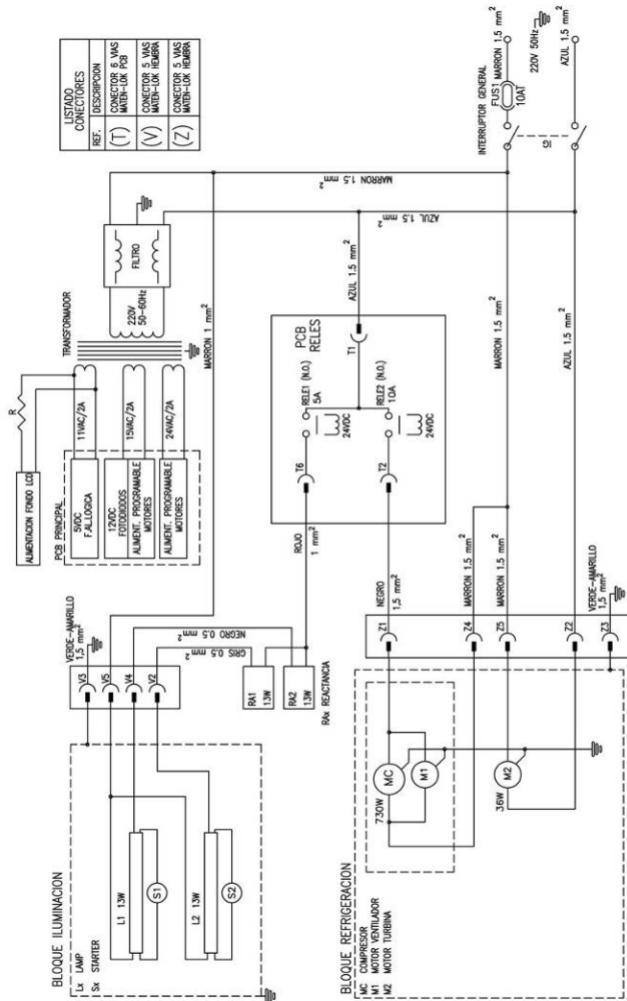 LISTADO
CONECTORES
REF. DESCRIPCION
(T) CONECTOR 6 VIAS
MATEN-LOK PCB
(V) CONECTOR 5 VIAS
MATEN-LOK HEMBRA
(Z) CONECTOR 5 VIAS
MATEN-LOK HEMBRA
TRANSFORMADOR
220V
50-60Hz
FILTRO
R
ALIMENTACION FONDO LCD
PCB PRINCIPAL
5VDC
F.AL.LOGICA
11VAC/2A
12VDC
FOTODIODOS
ALIMENT. PROGRAMABLE
MOTORES
15VAC/2A
ALIMENT. PROGRAMABLE
MOTORES
24VAC/2A
MARRON 1 mm²
MARRON 1.5 mm²
AZUL 1.5 mm²
INTERRUPTOR GENERAL
FUS1
10AT
MARRON 1.5 mm²
220V 50Hz
AZUL 1.5 mm²
IG
PCB
RELES
AZUL 1,5 mm²
T1
RELE1 (N.O.)
5A
24VDC
RELE2 (N.O.)
10A
24VDC
T6
T2
ROJO
1 mm²
MARRON 1.5 mm²
AZUL 1.5 mm²
VERDE-AMARILLO
1,5 mm²
V3
V5
V4
V2
NEGRO 0.5 mm²
GRIS 0.5 mm²
RA1
13W
RA2
13W
RAx REACTANCIA
BLOQUE ILUMINACION
Lx LAMP
Sx STARTER
L1 13W
S1
L2 13W
S2
NEGRO
1,5 mm²
MARRON 1.5 mm²
MARRON 1.5 mm²
VERDE-AMARILLO
1,5 mm²
Z1
Z4
Z5
Z2
Z3
BLOQUE REFRIGERACION
MC COMPRESOR
M1 MOTOR VENTILADOR
M2 MOTOR TURBINA
730W
MC
M1
36W
M2